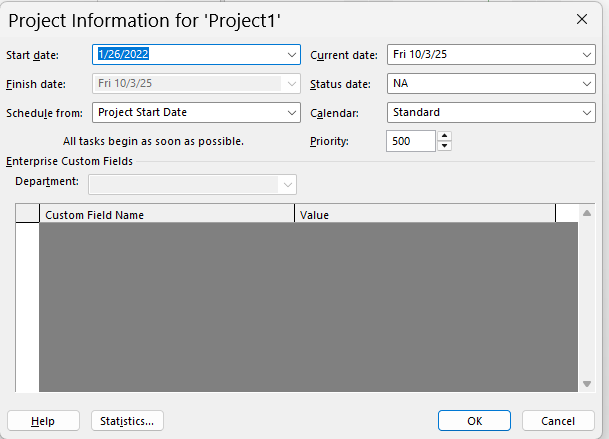 Project Information for 'Project1'
Start date: 1/26/2022 Current date: Fri 10/3/25
Finish date: Fri 10/3/25 Status date: NA
Schedule from: Project Start Date Calendar: Standard
All tasks begin as soon as possible. Priority: 500
Enterprise Custom Fields
Department:
Custom Field Name Value
Help Statistics... OK Cancel